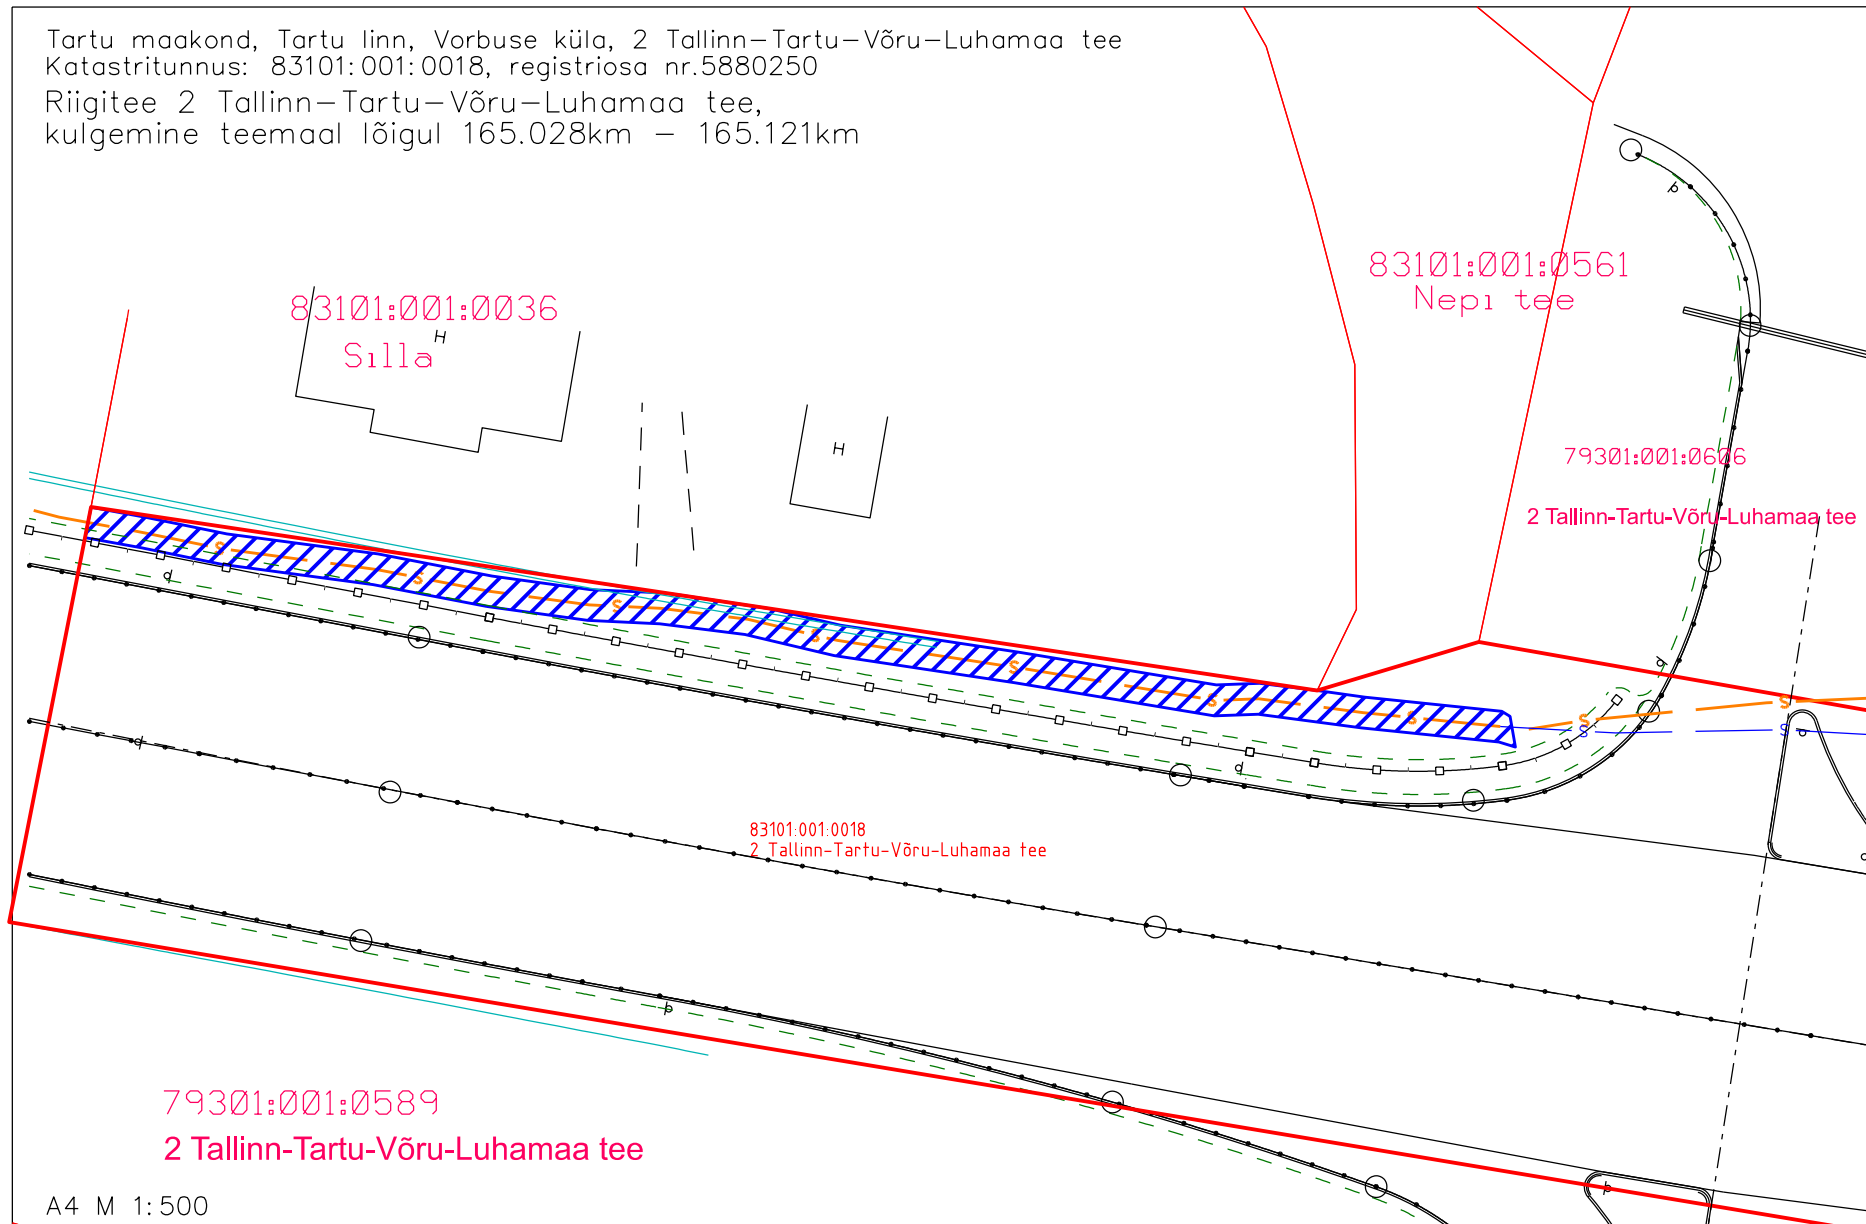 Tartu maakond, Tartu linn, Vorbuse küla, 2 Tallinn-Tartu-Võru-Luhamaa tee
Katastritunnus: 83101:001:0018, registriosa nr.5880250
Riigitee 2 Tallinn-Tartu-Võru-Luhamaa tee,
kulgemine teemaal lõigul 165.028km - 165.121km
83101:001:0561
Nepi tee
83101:001:0036
Silla
H
H
79301:001:0606
2 Tallinn-Tartu-Võru-Luhamaa tee
S
S
S
S
S
S
S
S
S
S
S
83101:001:0018
2 Tallinn-Tartu-Võru-Luhamaa tee
79301:001:0589
2 Tallinn-Tartu-Võru-Luhamaa tee
A4 M 1:500